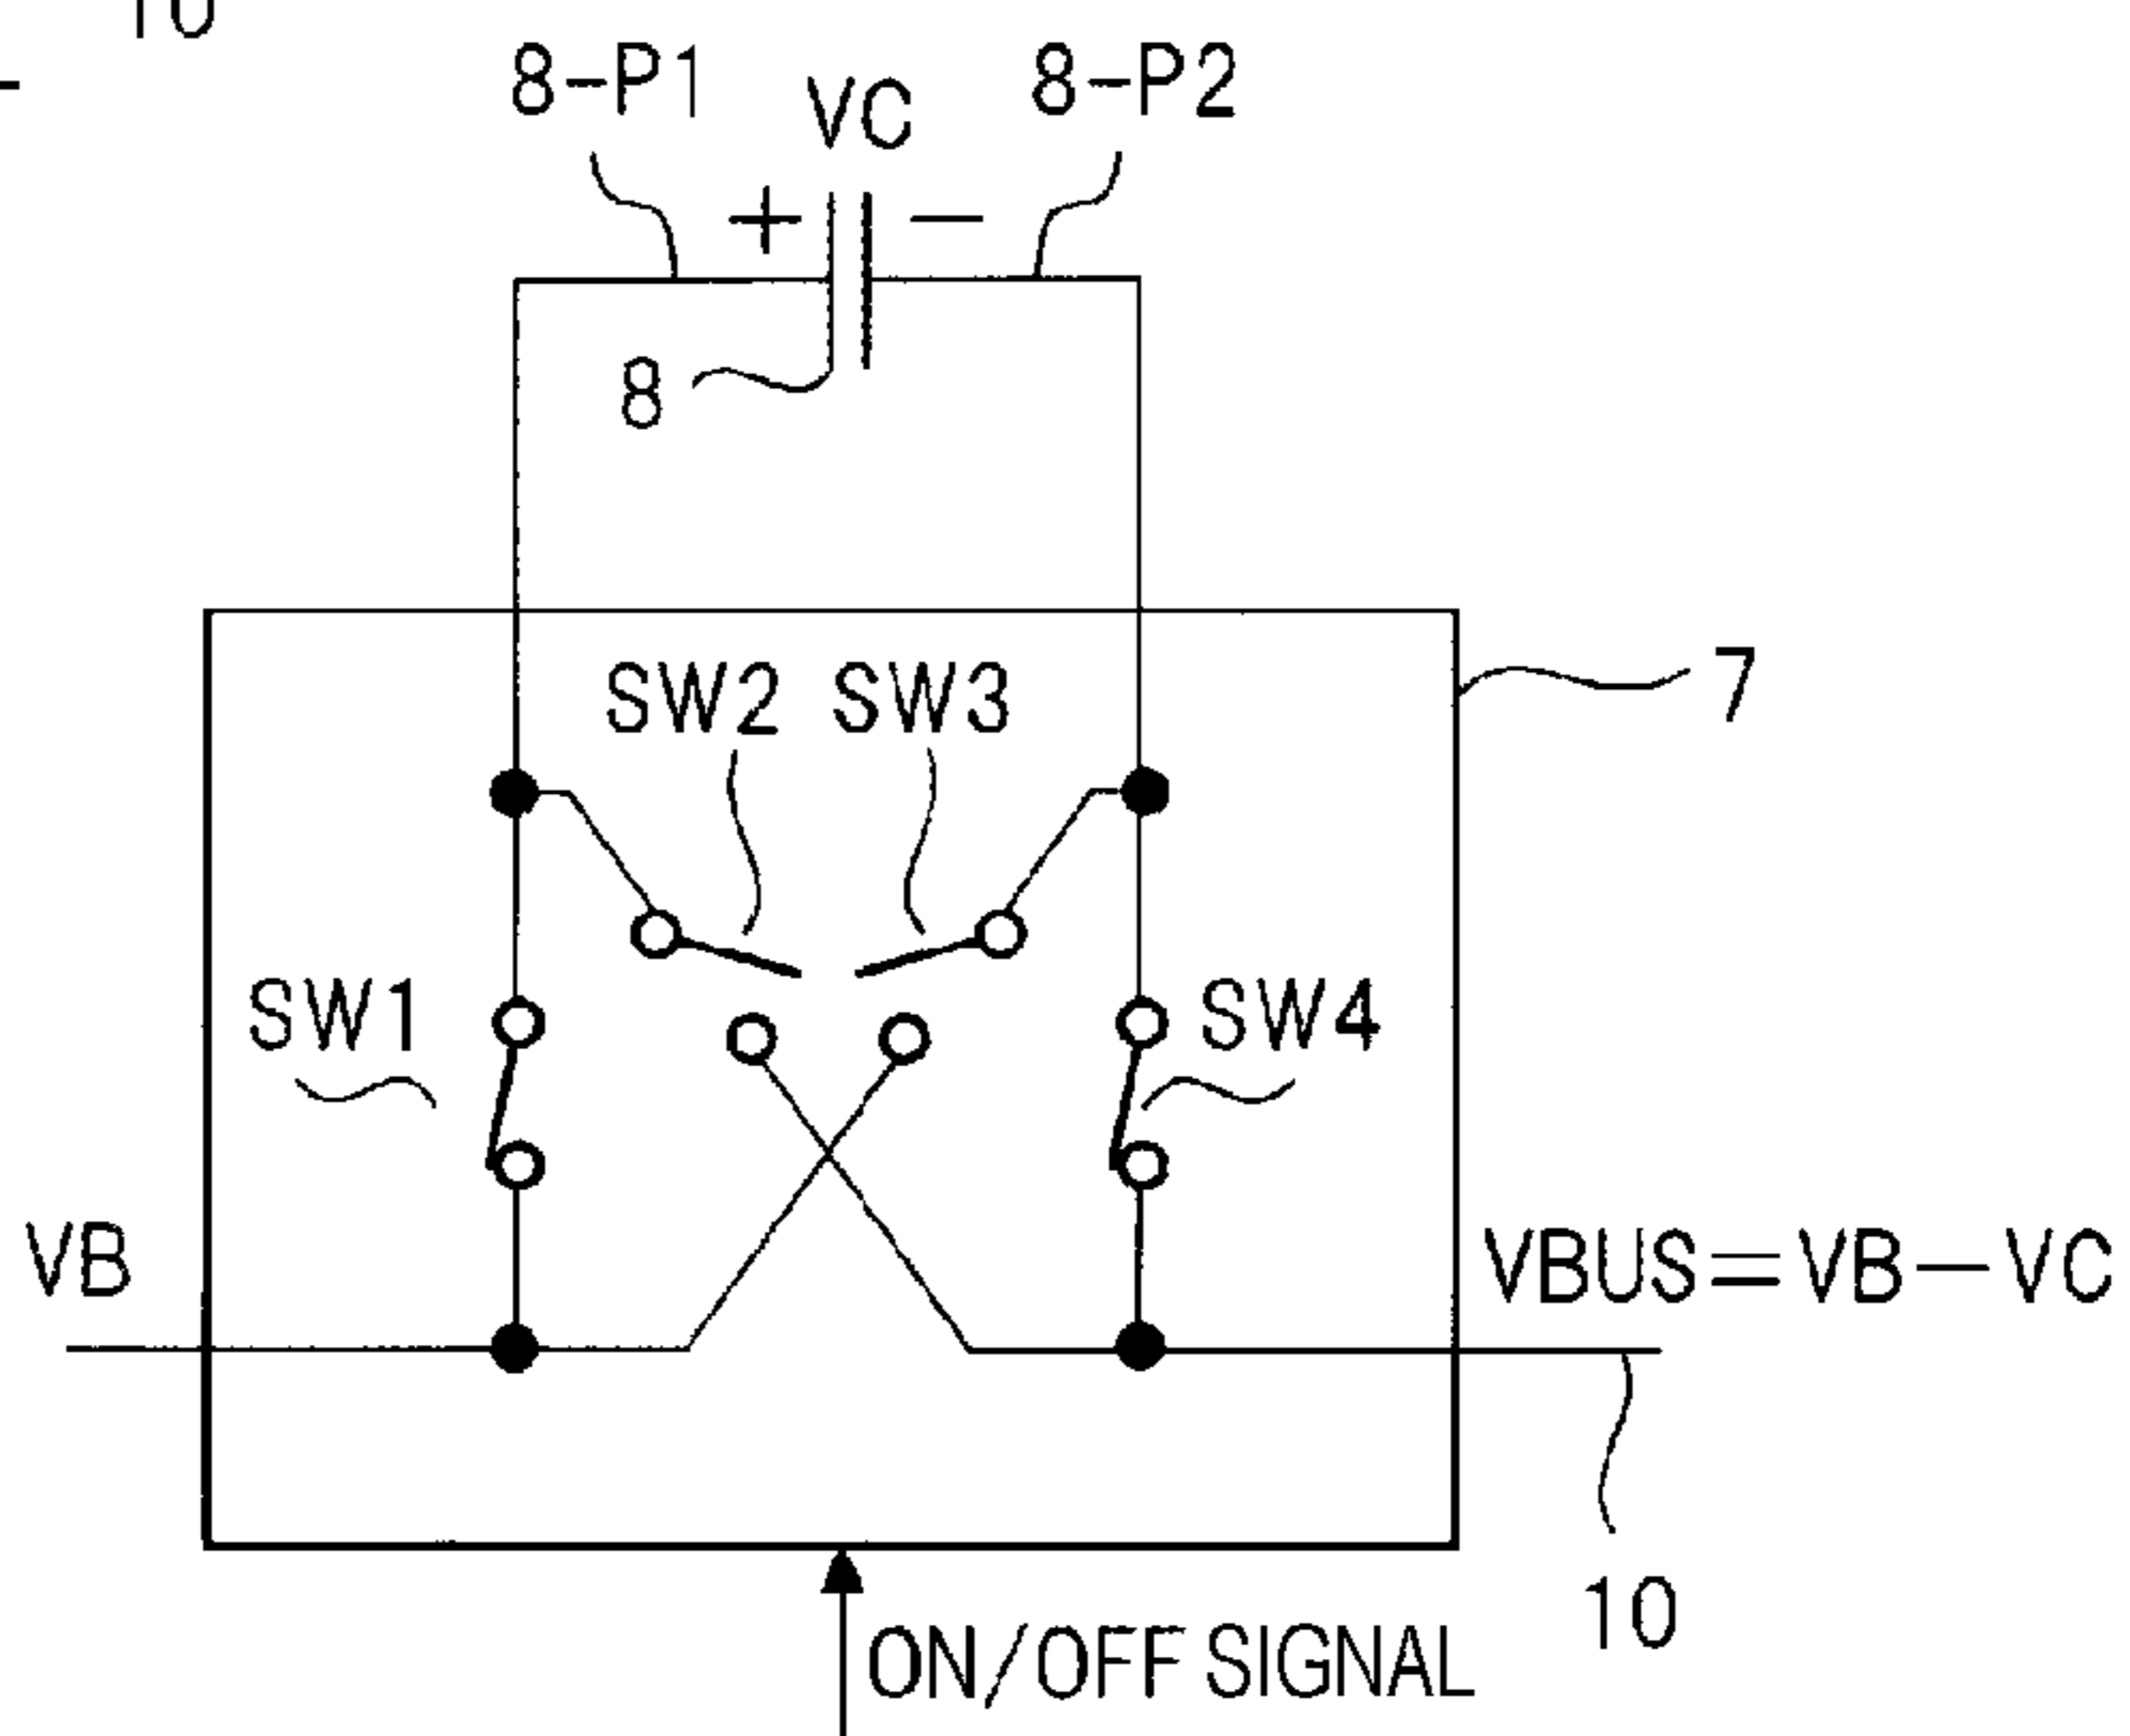 10
8-P1
VC
8-P2
+
−
8
SW2
SW3
7
SW1
SW4
VB
VBUS=VB−VC
10
ON/OFF SIGNAL